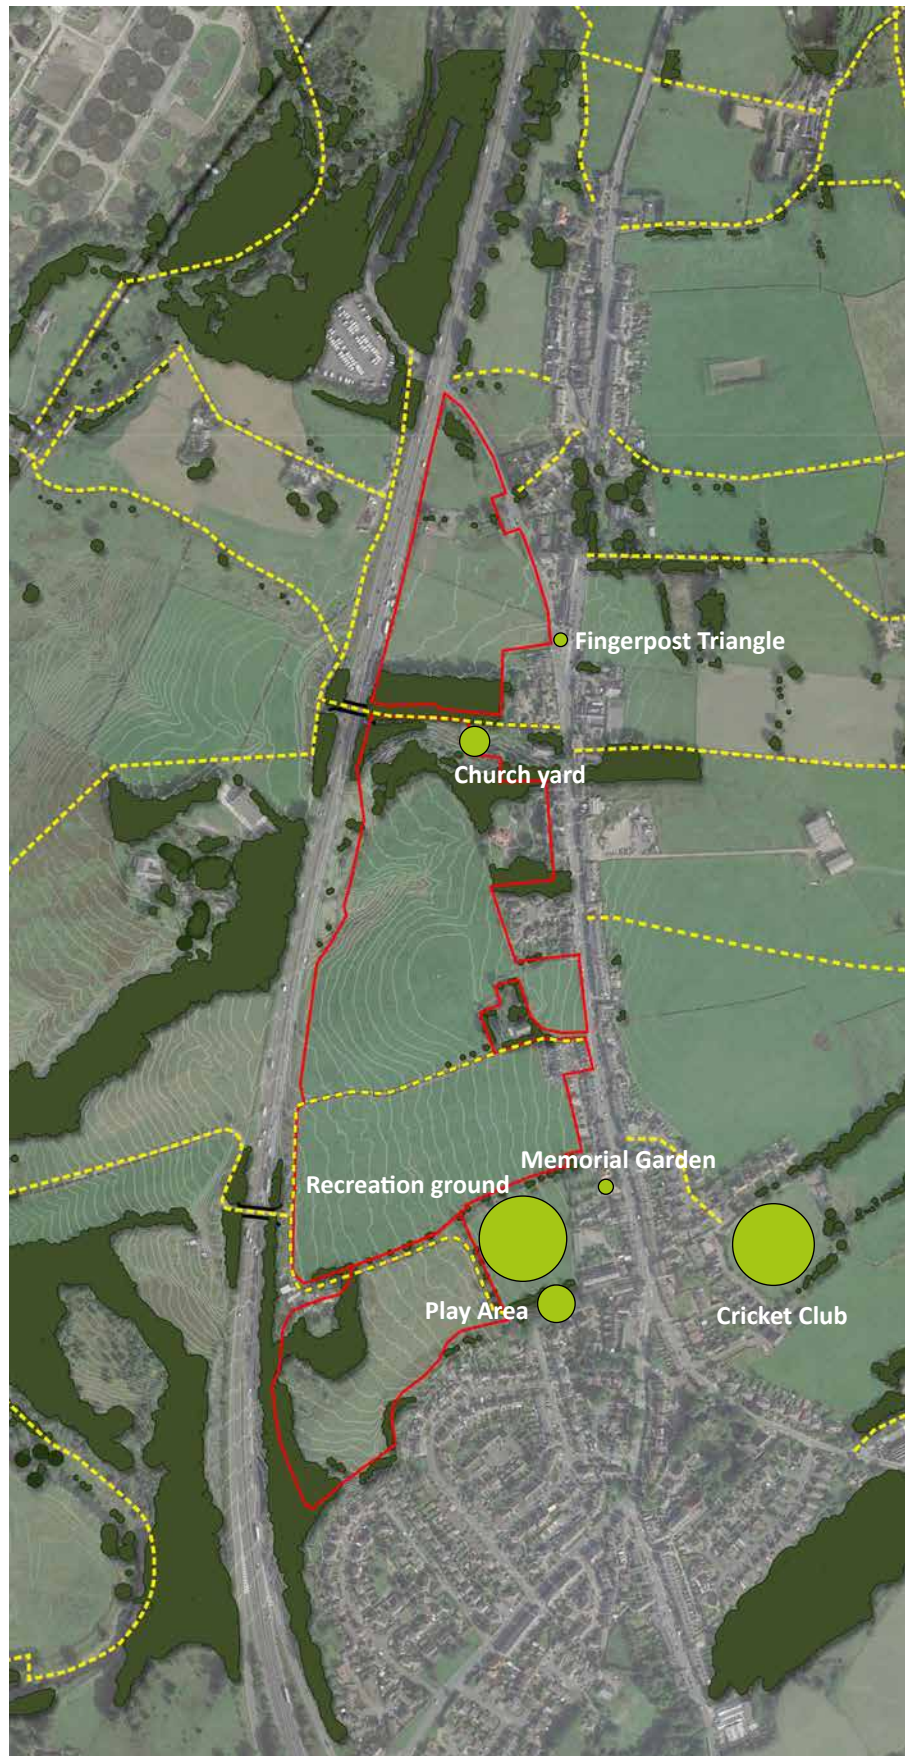 Fingerpost Triangle
Church yard
Memorial Garden
Recreation ground
Play Area
Cricket Club